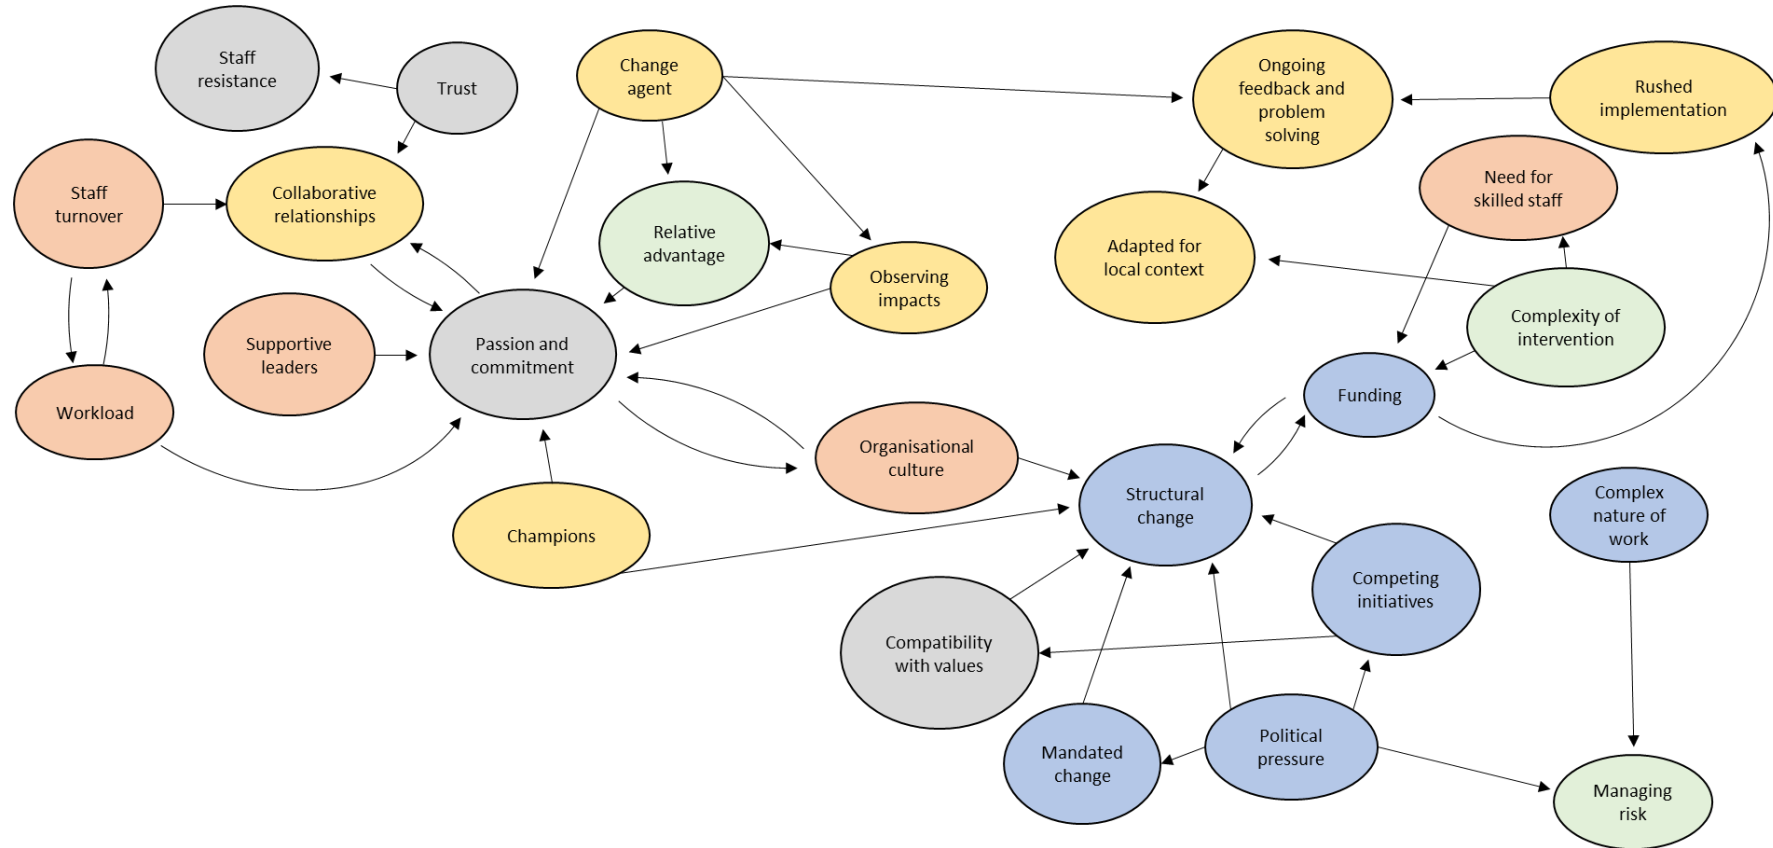 Staff
resistance
Trust
Change
agent
Ongoing
feedback and
problem
solving
Rushed
implementation
Staff
turnover
Collaborative
relationships
Relative
advantage
Observing
impacts
Adapted for
local context
Need for
skilled staff
Complexity of
intervention
Supportive
leaders
Passion and
commitment
Workload
Funding
Organisational
culture
Structural
change
Champions
Complex
nature of
work
Competing
initiatives
Compatibility
with values
Mandated
change
Political
pressure
Managing
risk